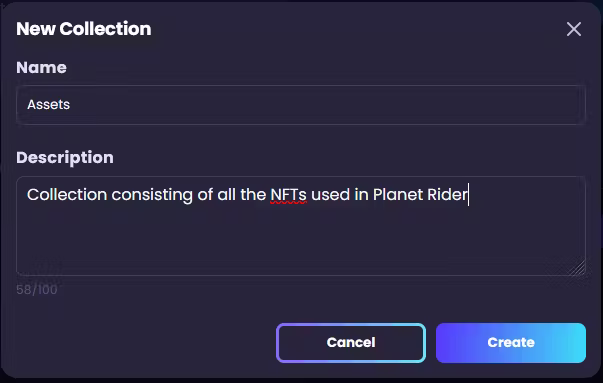 New Collection
Name
Assets
Description
Collection consisting of all the NFTs used in Planet Rider
58/100
Cancel
Create